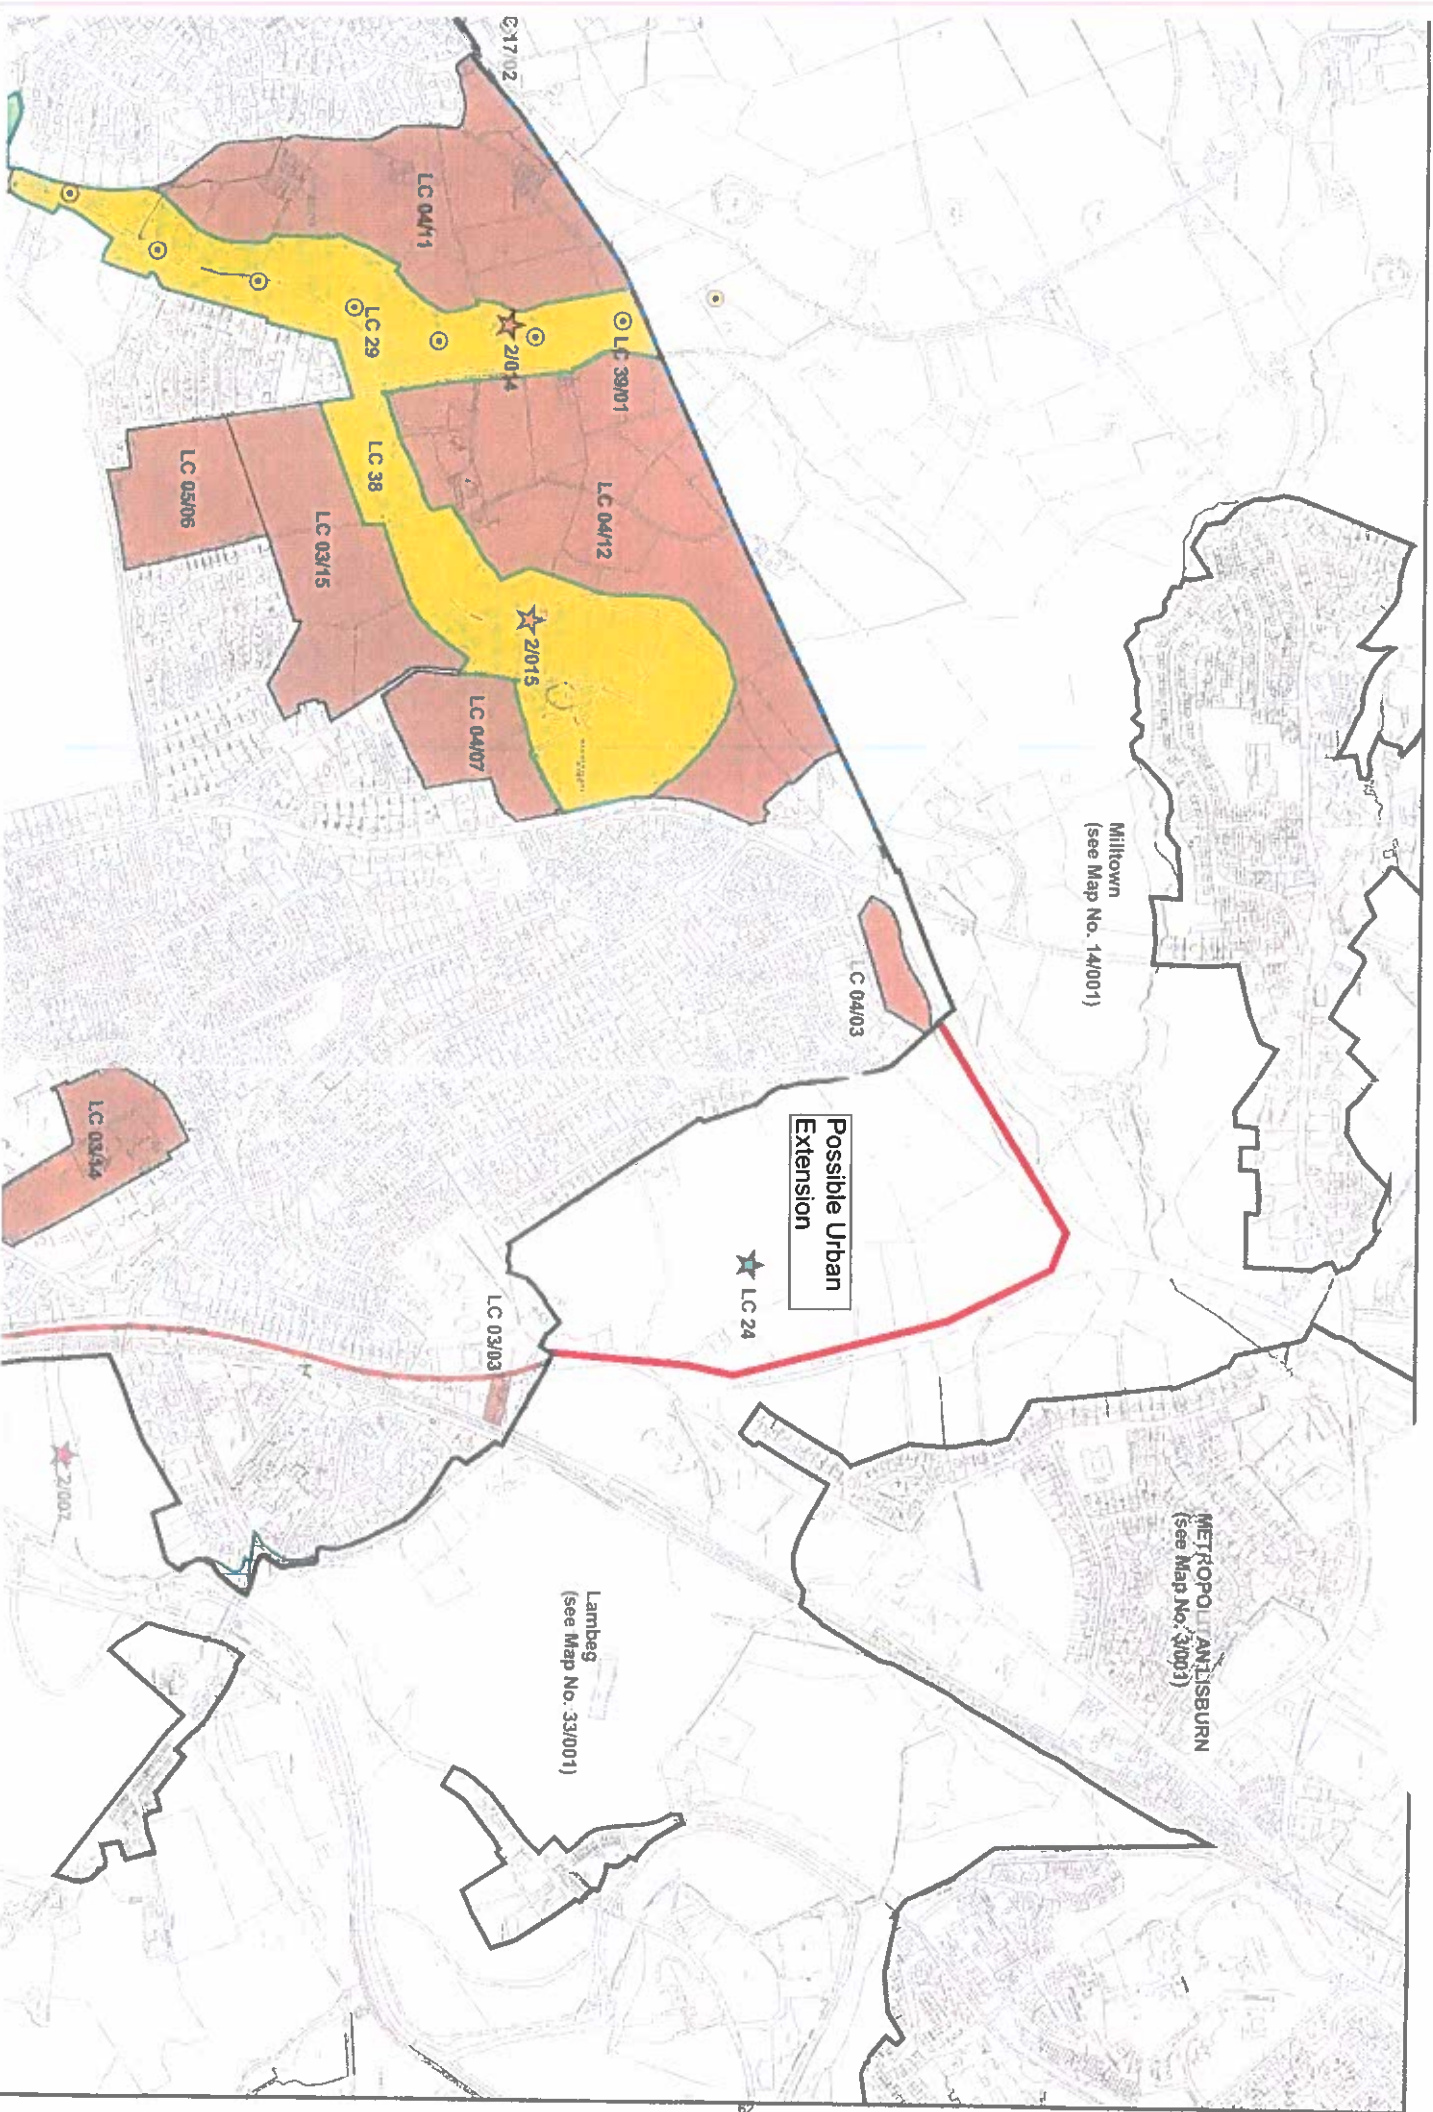 C 17/02
LC 04/11
LC 29
2/014
LC 39/01
LC 38
LC 04/12
LC 05/06
LC 03/15
2/015
LC 04/07
Milltown
(see Map No. 14/001)
LC 04/03
LC 03/14
Possible Urban
Extension
LC 24
LC 03/03
2/007
METROPOLITAN LISBURN
(see Map No. 3/001)
Lambeg
(see Map No. 33/001)